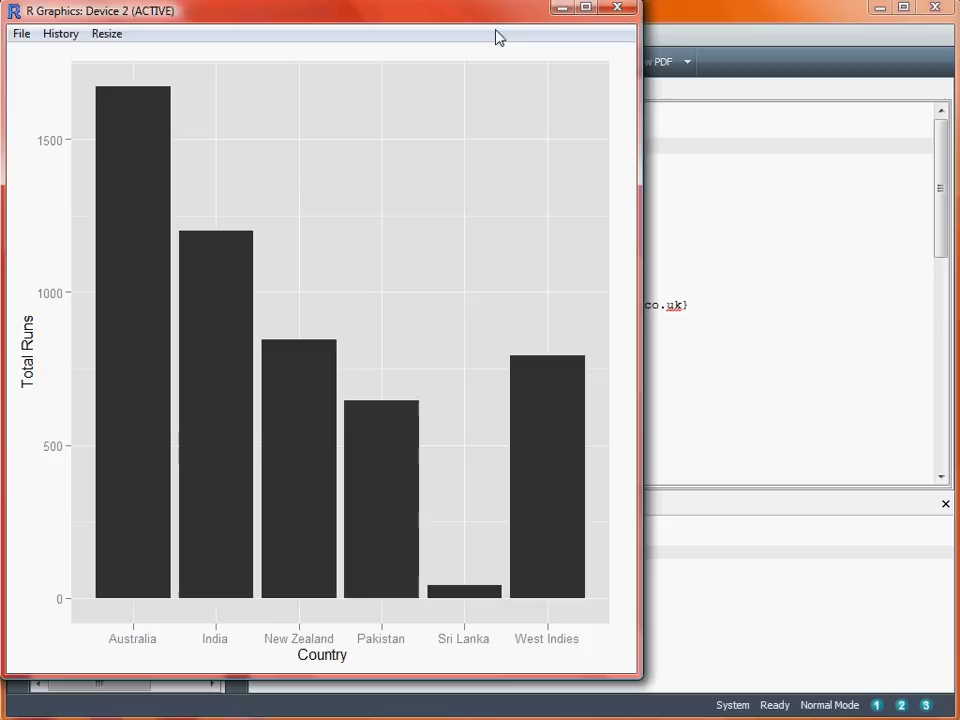 R Graphics: Device 2 (ACTIVE)
File History Resize
w PDF
1500
1000
500
0
Total Runs
Australia India New Zealand Pakistan Sri Lanka West Indies
Country
co.uk}
System Ready Normal Mode 1 2 3